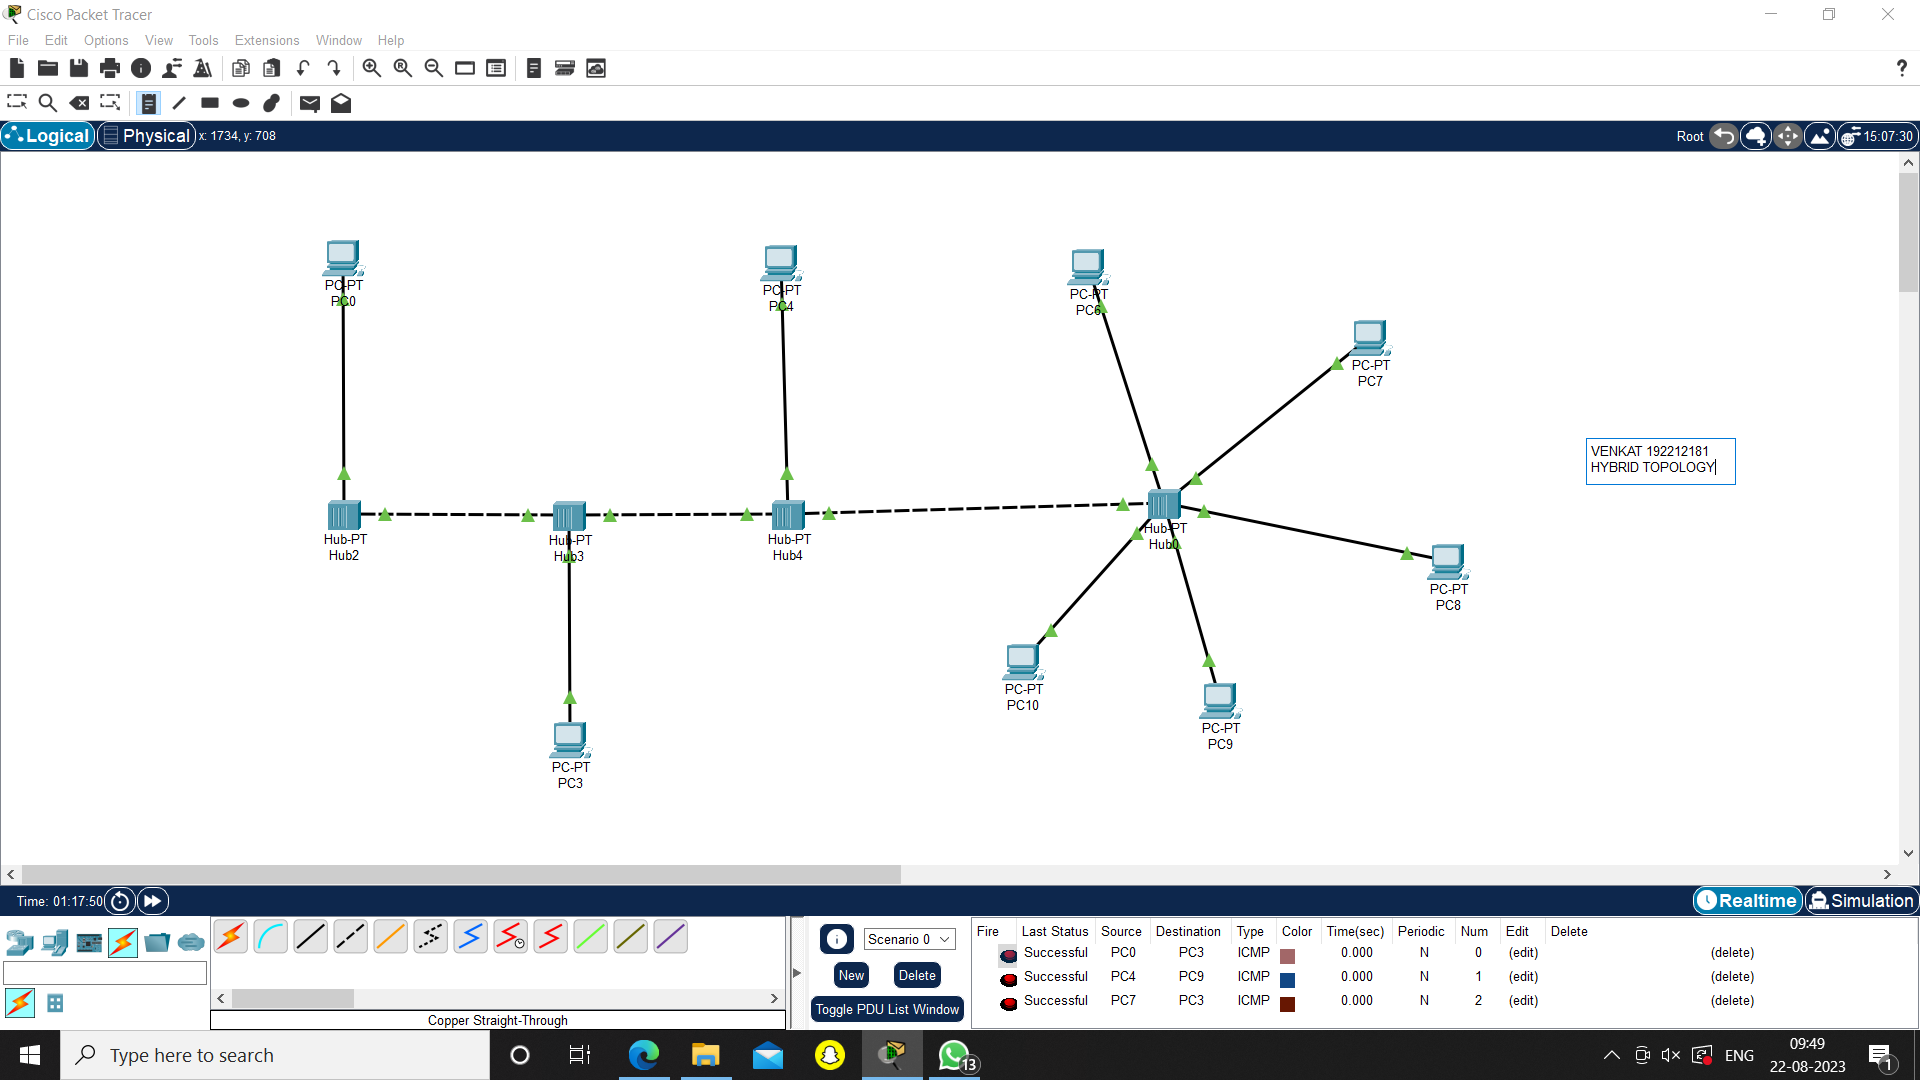 Cisco Packet Tracer
File Edit Options View Tools Extensions Window Help
?
Logical Physical x: 1734, y: 708 Root 15:07:30
PC-PT
PC0
PC-PT
PC4
PC-PT
PC6
PC-PT
PC7
VENKAT 192212181
HYBRID TOPOLOGY
Hub-PT
Hub2
Hub-PT
Hub3
Hub-PT
Hub4
Hub-PT
Hub0
PC-PT
PC8
PC-PT
PC10
PC-PT
PC9
PC-PT
PC3
Time: 01:17:50 Realtime Simulation
Scenario 0
New Delete
Toggle PDU List Window
Copper Straight-Through
Fire Last Status Source Destination Type Color Time(sec) Periodic Num Edit Delete
Successful PC0 PC3 ICMP 0.000 N 0 (edit) (delete)
Successful PC4 PC9 ICMP 0.000 N 1 (edit) (delete)
Successful PC7 PC3 ICMP 0.000 N 2 (edit) (delete)
Type here to search
13
ENG
09:49
22-08-2023
1